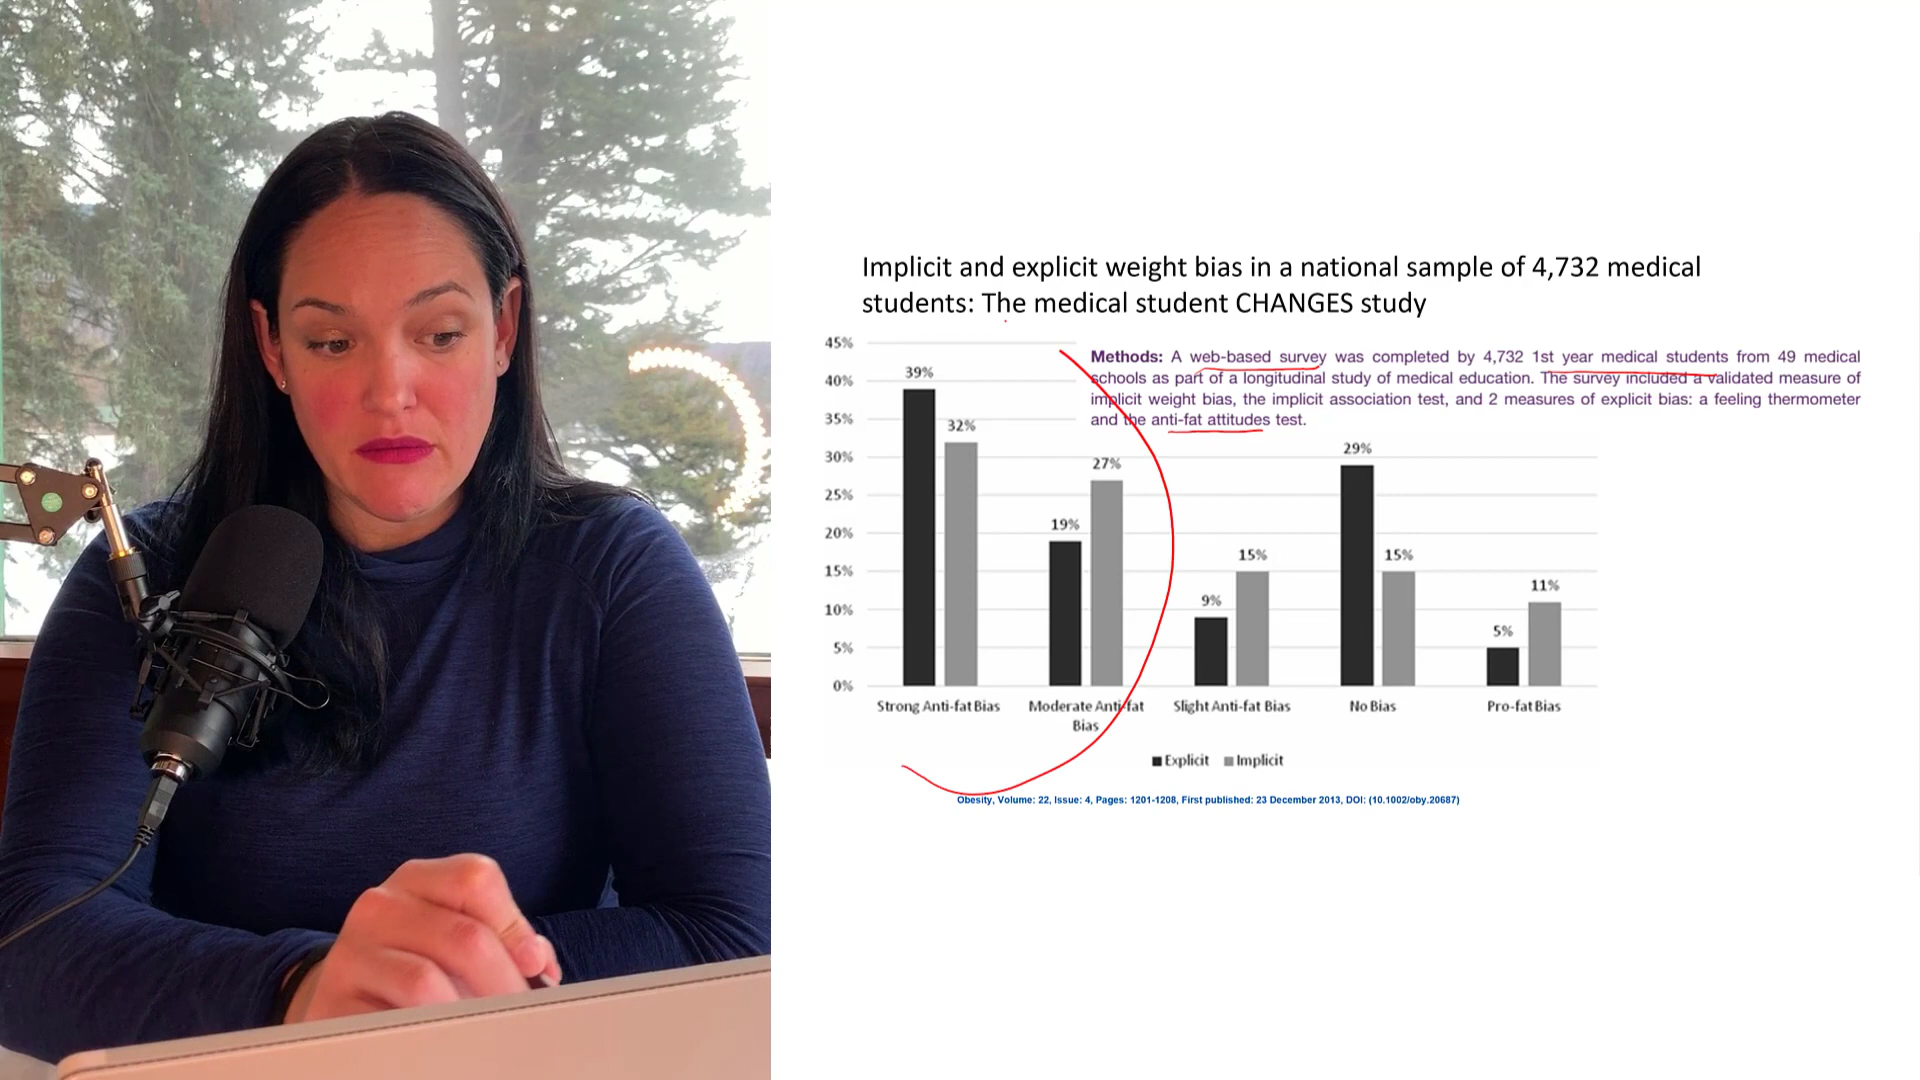 Implicit and explicit weight bias in a national sample of 4,732 medical
students: The medical student CHANGES study
Methods: A web-based survey was completed by 4,732 1st year medical students from 49 medical
schools as part of a longitudinal study of medical education. The survey included a validated measure of
implicit weight bias, the implicit association test, and 2 measures of explicit bias: a feeling thermometer
and the anti-fat attitudes test.
45%
40%
35%
30%
25%
20%
15%
10%
5%
0%
39%
32%
19%
27%
9%
15%
29%
15%
5%
11%
Strong Anti-fat Bias
Moderate Anti-fat
Bias
Slight Anti-fat Bias
No Bias
Pro-fat Bias
Explicit Implicit
Obesity, Volume: 22, Issue: 4, Pages: 1201-1208, First published: 23 December 2013, DOI: (10.1002/oby.20687)